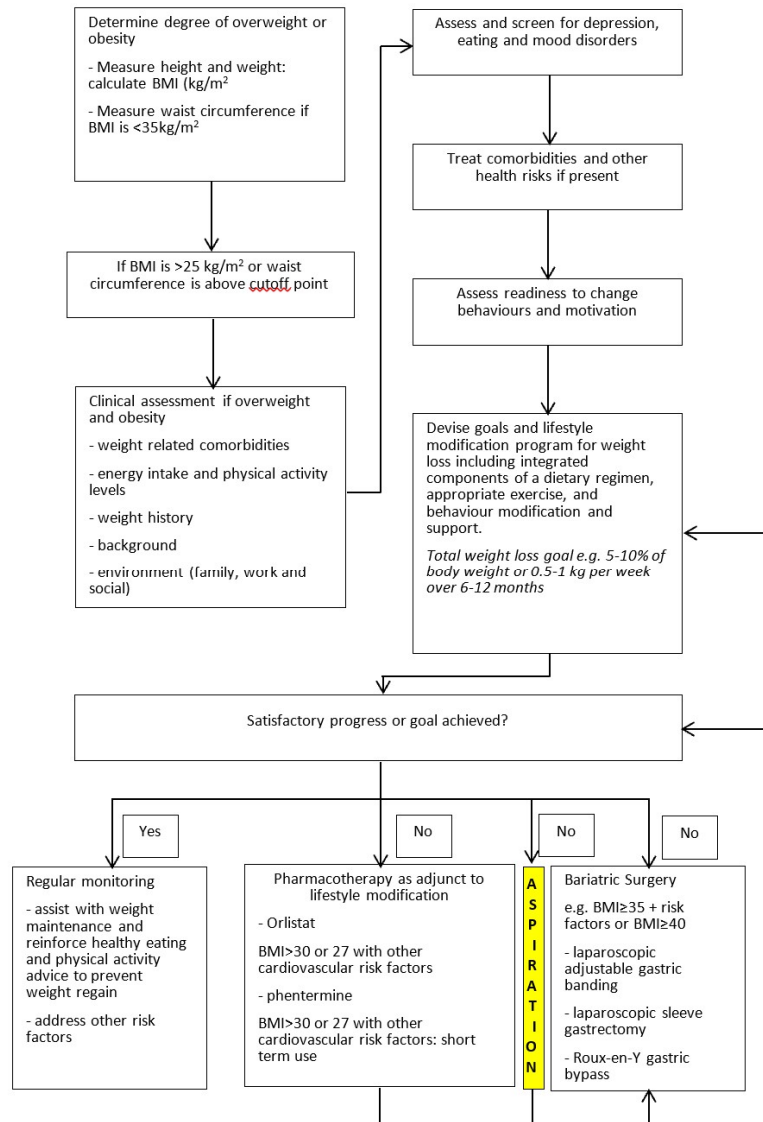 Determine degree of overweight or
obesity
- Measure height and weight:
calculate BMI (kg/m²
- Measure waist circumference if
BMI is <35kg/m²
If BMI is >25 kg/m² or waist
circumference is above cutoff point
Clinical assessment if overweight
and obesity
- weight related comorbidities
- energy intake and physical activity
levels
- weight history
- background
- environment (family, work and
social)
Assess and screen for depression,
eating and mood disorders
Treat comorbidities and other
health risks if present
Assess readiness to change
behaviours and motivation
Devise goals and lifestyle
modification program for weight
loss including integrated
components of a dietary regimen,
appropriate exercise, and
behaviour modification and
support.
Total weight loss goal e.g. 5-10% of
body weight or 0.5-1 kg per week
over 6-12 months
Satisfactory progress or goal achieved?
Yes
No
No
No
Regular monitoring
- assist with weight
maintenance and
reinforce healthy eating
and physical activity
advice to prevent
weight regain
- address other risk
factors
Pharmacotherapy as adjunct to
lifestyle modification
- Orlistat
BMI>30 or 27 with other
cardiovascular risk factors
- phentermine
BMI>30 or 27 with other
cardiovascular risk factors: short
term use
A
S
P
I
R
A
T
I
O
N
Bariatric Surgery
e.g. BMI≥35 + risk
factors or BMI≥40
- laparoscopic
adjustable gastric
banding
- laparoscopic sleeve
gastrectomy
- Roux-en-Y gastric
bypass